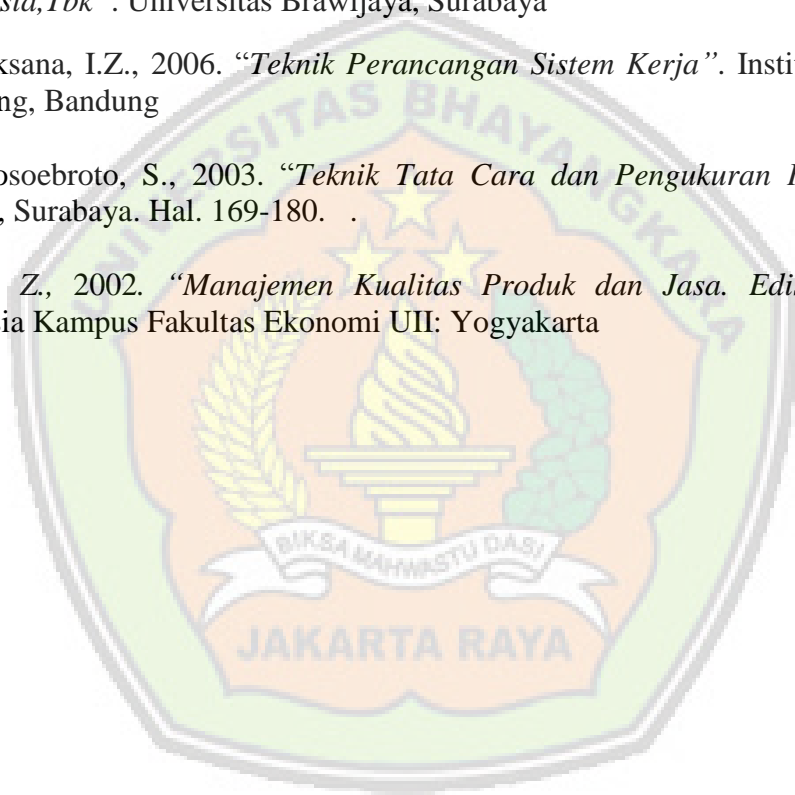 sia,Tbk". Universitas Brawijaya, Surabaya
ksana, I.Z., 2006. “Teknik Perancangan Sistem Kerja”. Instit
ng, Bandung
osoebroto, S., 2003. “Teknik Tata Cara dan Pengukuran
, Surabaya. Hal. 169-180. .
Z., 2002. “Manajemen Kualitas Produk dan Jasa. Edi
ia Kampus Fakultas Ekonomi UII: Yogyakarta
UNIVERSITAS BHAYANGKARA
BIKSA MAHWASTU DASI
JAKARTA RAYA